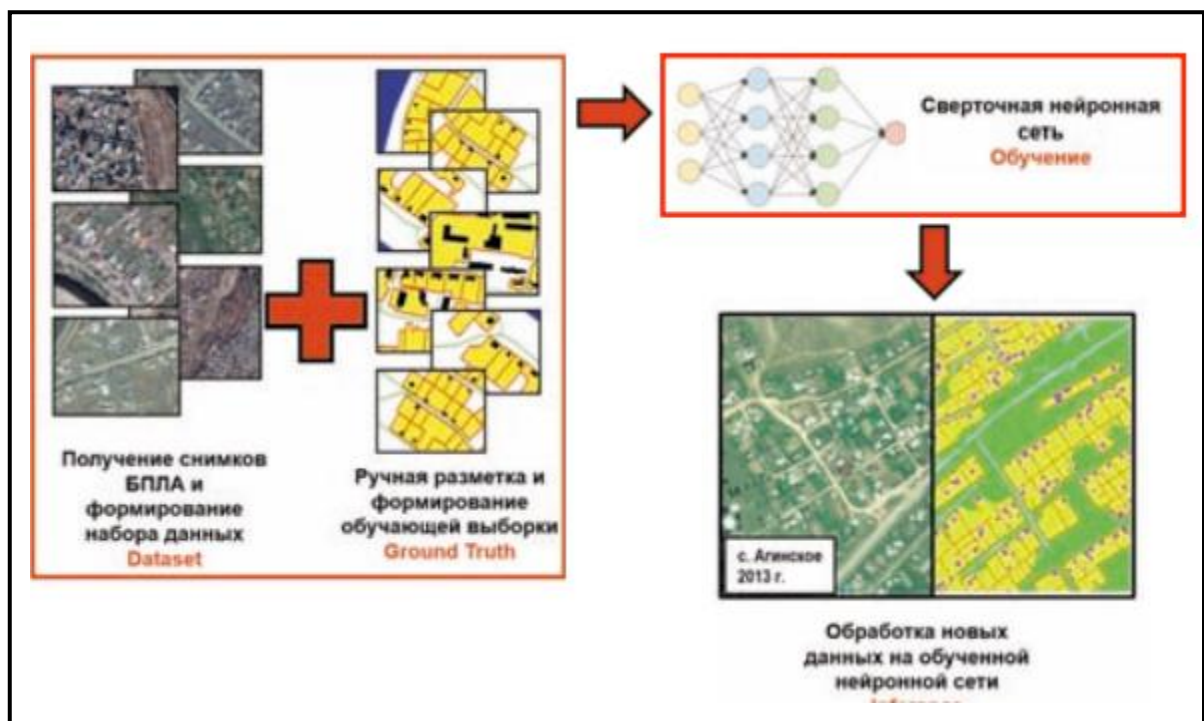 Получение снимков
БПЛА и
формирование
набора данных
Dataset
Ручная разметка и
формирование
обучающей выборки
Ground Truth
Сверточная нейронная
сеть
Обучение
с. Агинское
2013 г.
Обработка новых
данных на обученной
нейронной сети